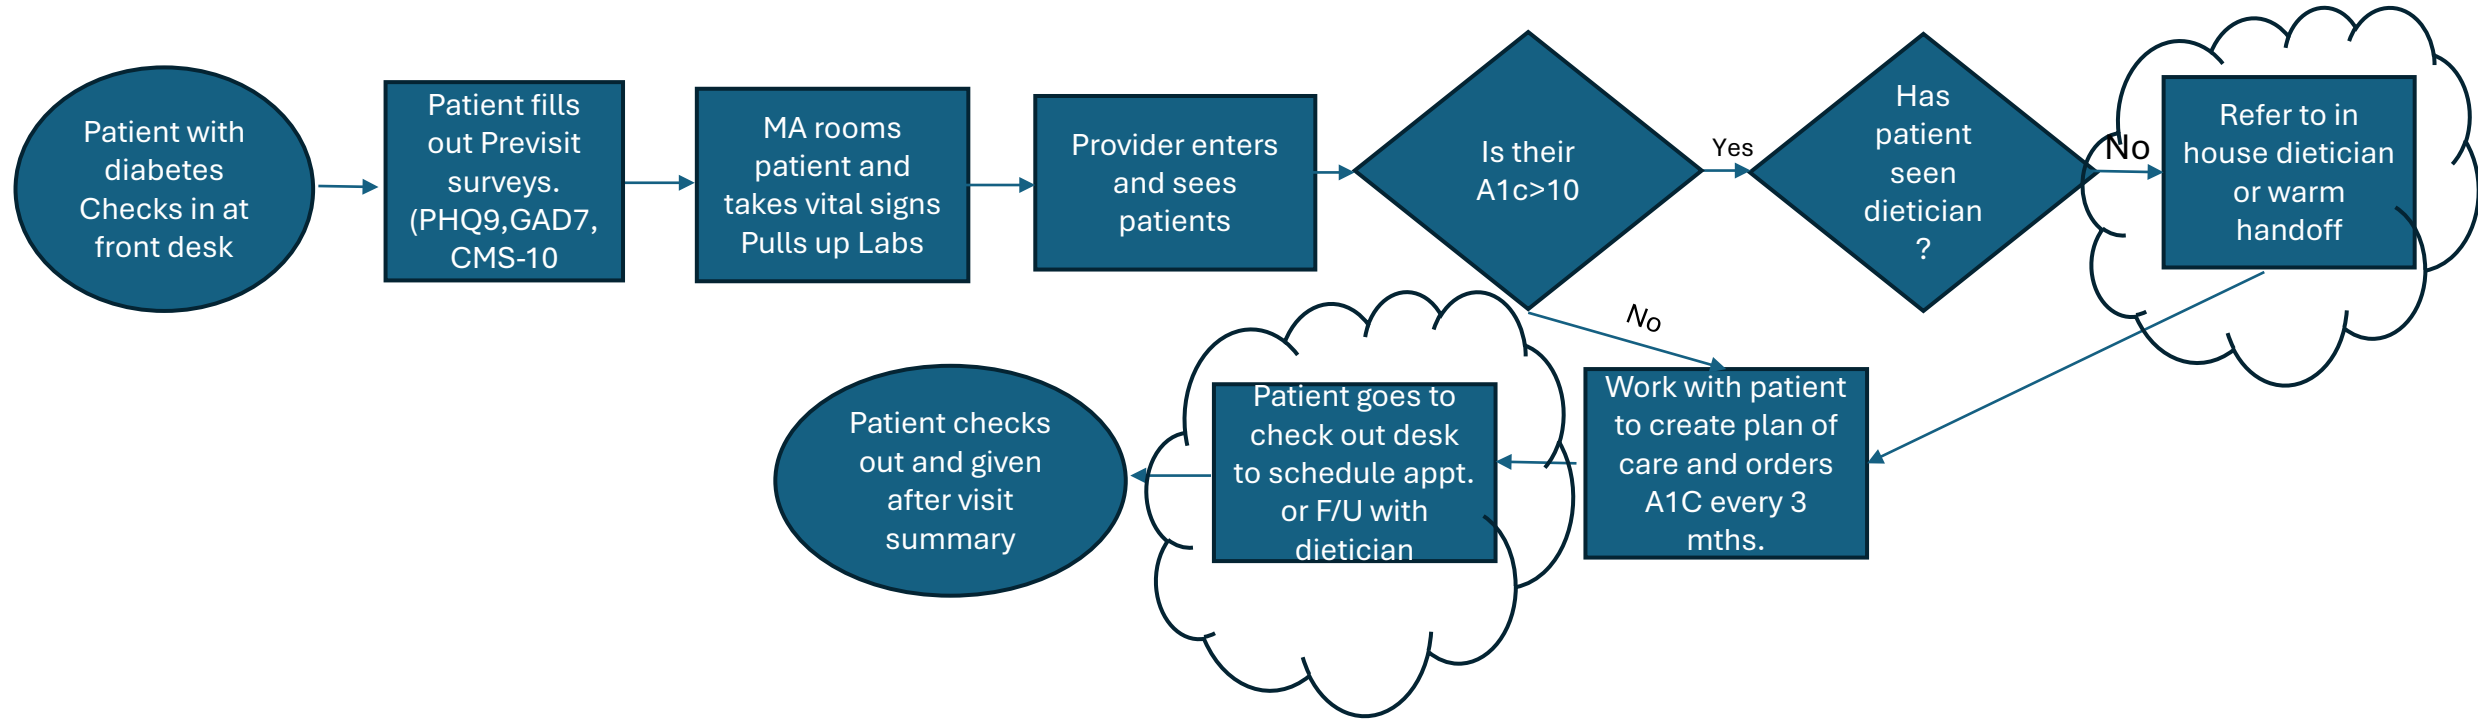 Patient with
diabetes
Checks in at
front desk
Patient fills
out Previsit
surveys.
(PHQ9,GAD7,
CMS-10
MA rooms
patient and
takes vital signs
Pulls up Labs
Provider enters
and sees
patients
Is their
A1c>10
Yes
Has
patient
seen
dietician
?
No
Refer to in
house dietician
or warm
handoff
No
Work with patient
to create plan of
care and orders
A1C every 3
mths.
Patient goes to
check out desk
to schedule appt.
or F/U with
dietician
Patient checks
out and given
after visit
summary